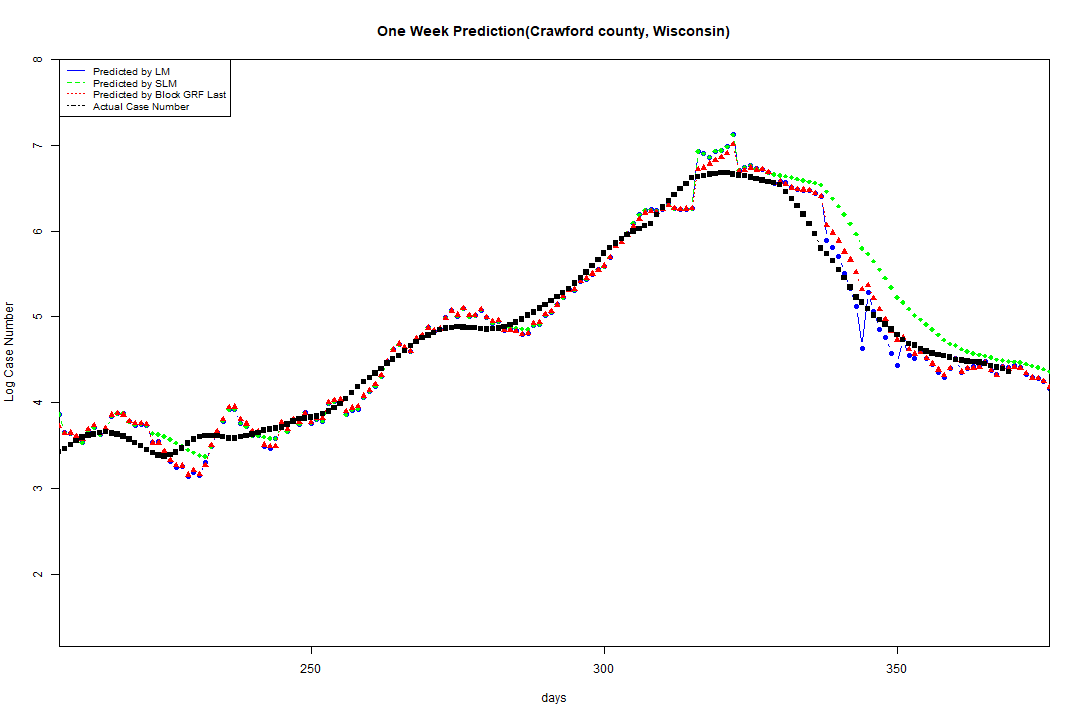 One Week Prediction(Crawford county, Wisconsin)
Predicted by LM
Predicted by SLM
Predicted by Block GRF Last
Actual Case Number
8
7
6
5
4
3
2
Log Case Number
250
300
350
days